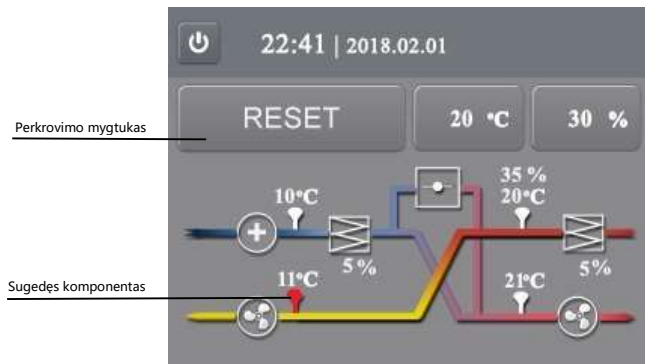 22:41 | 2018.02.01
Perkrovimo mygtukas
RESET
20 °C
30 %
35 %
10°C
20°C
5%
5%
Sugedęs komponentas
11°C
21°C